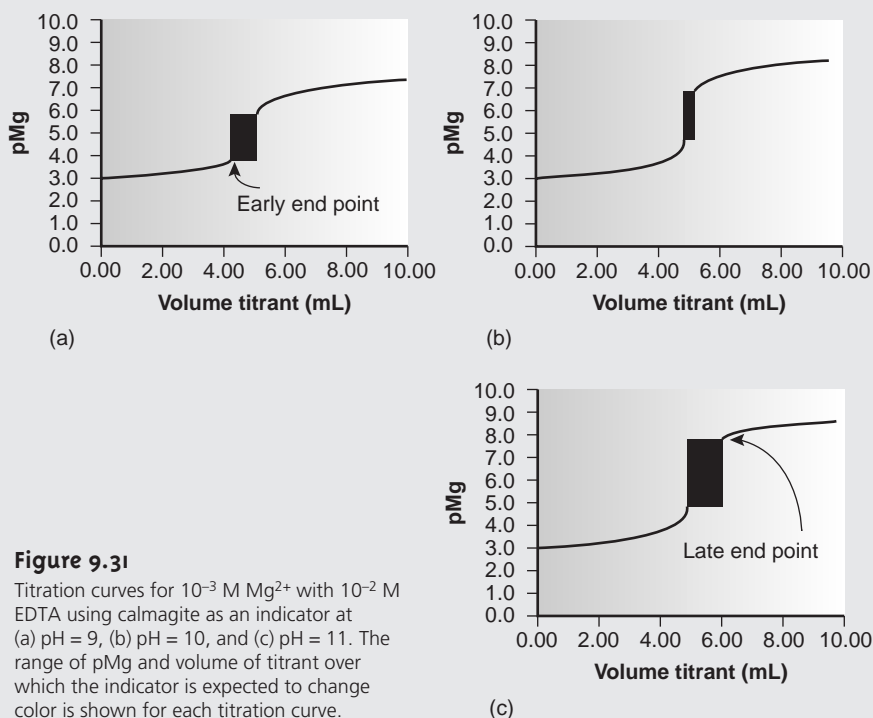 10.0
9.0
8.0
7.0
6.0
5.0
4.0
3.0
2.0
1.0
0.0
pMg
Early end point
0.00 2.00 4.00 6.00 8.00 10.00
Volume titrant (mL)
(a)
10.0
9.0
8.0
7.0
6.0
5.0
4.0
3.0
2.0
1.0
0.0
pMg
0.00 2.00 4.00 6.00 8.00 10.00
Volume titrant (mL)
(b)
10.0
9.0
8.0
7.0
6.0
5.0
4.0
3.0
2.0
1.0
0.0
pMg
Late end point
0.00 2.00 4.00 6.00 8.00 10.00
Volume titrant (mL)
(c)
Figure 9.31
Titration curves for 10⁻³ M Mg²⁺ with 10⁻² M
EDTA using calmagite as an indicator at
(a) pH = 9, (b) pH = 10, and (c) pH = 11. The
range of pMg and volume of titrant over
which the indicator is expected to change
color is shown for each titration curve.